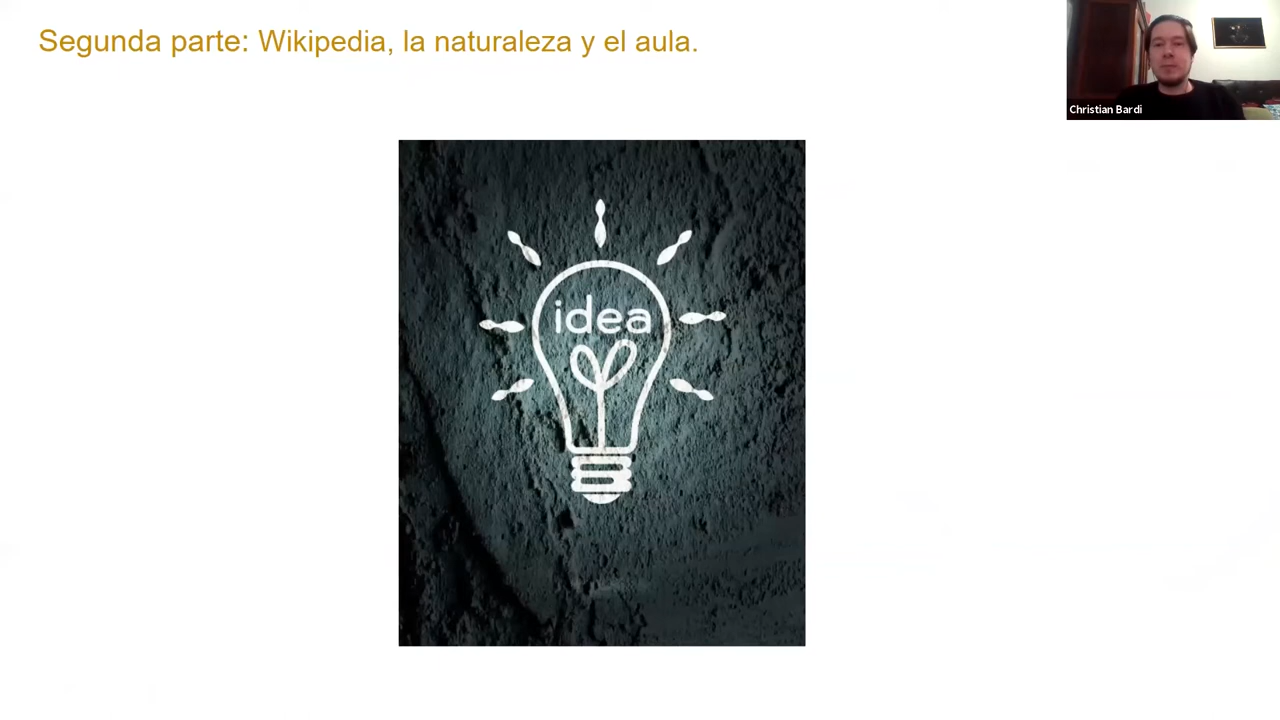 Segunda parte: Wikipedia, la naturaleza y el aula.
Christian Bardi
idea